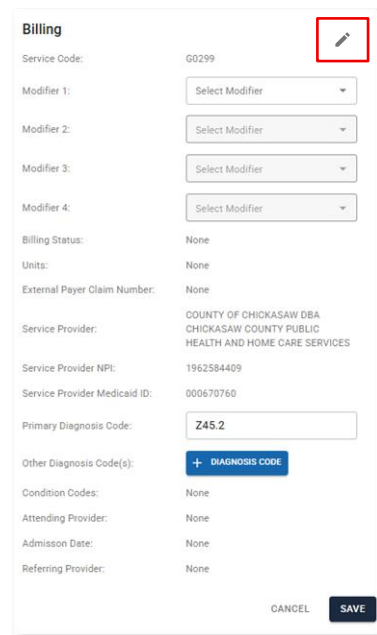 Billing
Service Code: G0299
Modifier 1: Select Modifier
Modifier 2: Select Modifier
Modifier 3: Select Modifier
Modifier 4: Select Modifier
Billing Status: None
Units: None
External Payer Claim Number: None
Service Provider: COUNTY OF CHICKASAW DBA
CHICKASAW COUNTY PUBLIC
HEALTH AND HOME CARE SERVICES
Service Provider NPI: 1962584409
Service Provider Medicaid ID: 000670760
Primary Diagnosis Code: Z45.2
Other Diagnosis Code(s): + DIAGNOSIS CODE
Condition Codes: None
Attending Provider: None
Admisson Date: None
Referring Provider: None
CANCEL SAVE